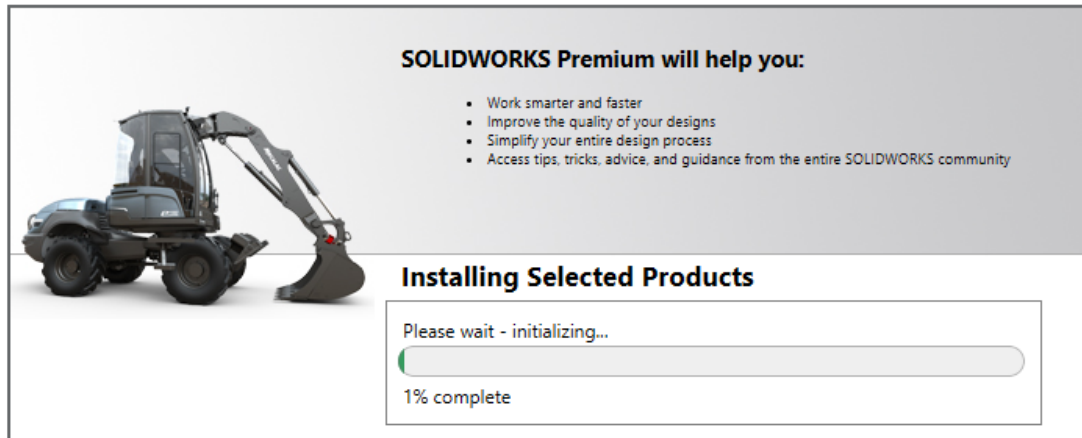 SOLIDWORKS Premium will help you:
• Work smarter and faster
• Improve the quality of your designs
• Simplify your entire design process
• Access tips, tricks, advice, and guidance from the entire SOLIDWORKS community
Installing Selected Products
Please wait - initializing...
1% complete